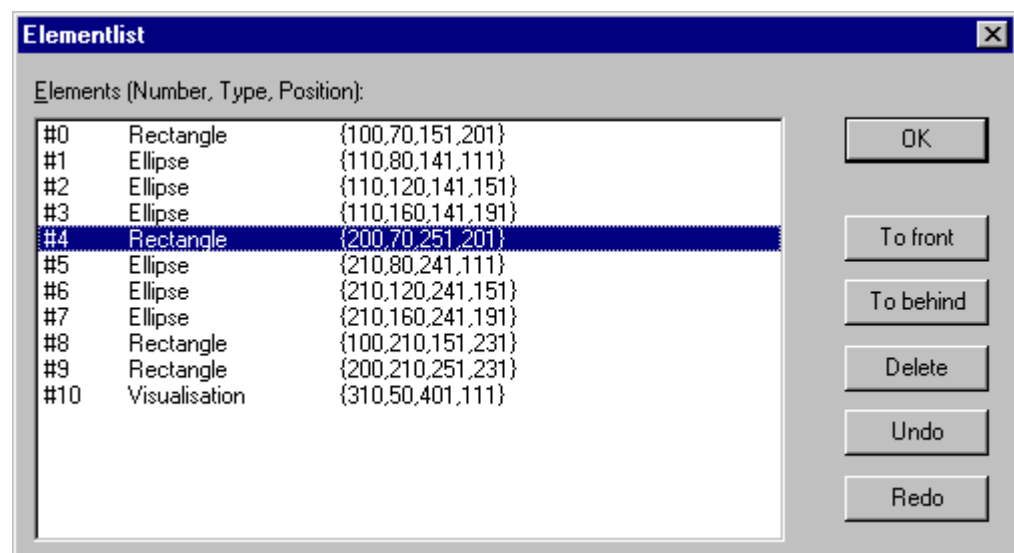 Elementlist
Elements (Number, Type, Position):
#0 Rectangle {100,70,151,201}
#1 Ellipse {110,80,141,111}
#2 Ellipse {110,120,141,151}
#3 Ellipse {110,160,141,191}
#4 Rectangle {200,70,251,201}
#5 Ellipse {210,80,241,111}
#6 Ellipse {210,120,241,151}
#7 Ellipse {210,160,241,191}
#8 Rectangle {100,210,151,231}
#9 Rectangle {200,210,251,231}
#10 Visualisation {310,50,401,111}
OK
To front
To behind
Delete
Undo
Redo